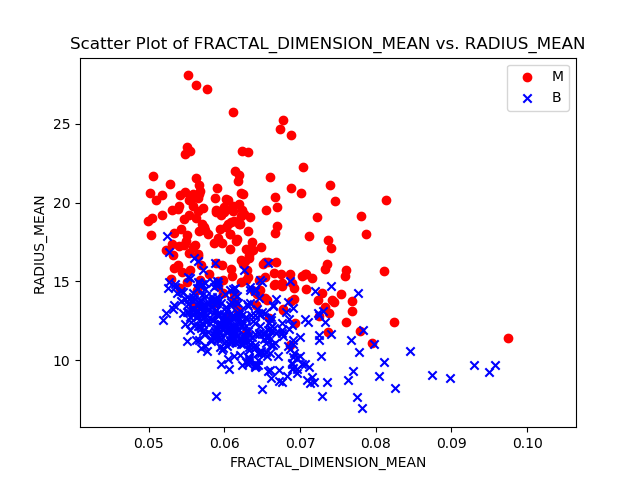 Scatter Plot of FRACTAL_DIMENSION_MEAN vs. RADIUS_MEAN
M
B
25
20
15
10
RADIUS_MEAN
0.05 0.06 0.07 0.08 0.09 0.10
FRACTAL_DIMENSION_MEAN